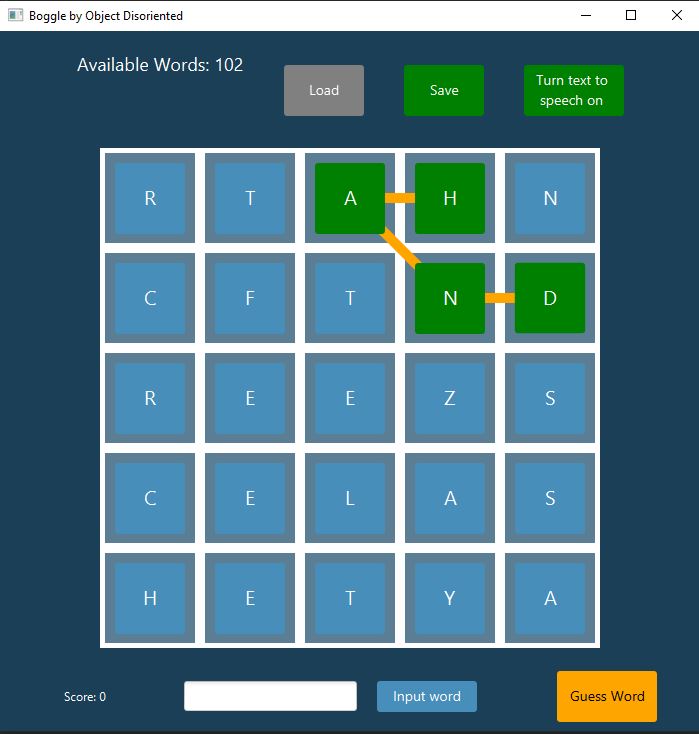 Boggle by Object Disoriented
Available Words: 102
Load
Save
Turn text to
speech on
R T A H N
C F T N D
R E E Z S
C E L A S
H E T Y A
Score: 0
Input word
Guess Word